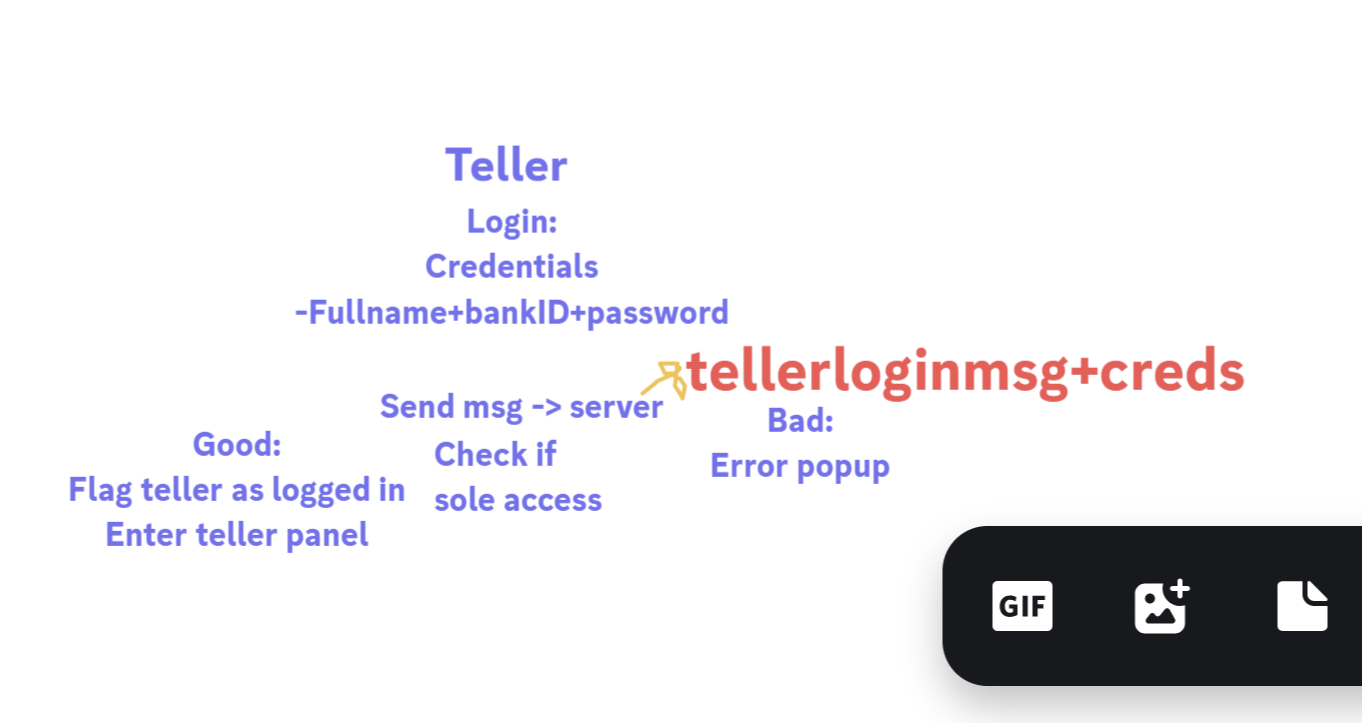 Teller
Login:
Credentials
-Fullname+bankID+password
tellerloginmsg+creds
Send msg -> server
Bad:
Error popup
Good:
Flag teller as logged in
Enter teller panel
Check if
sole access
GIF